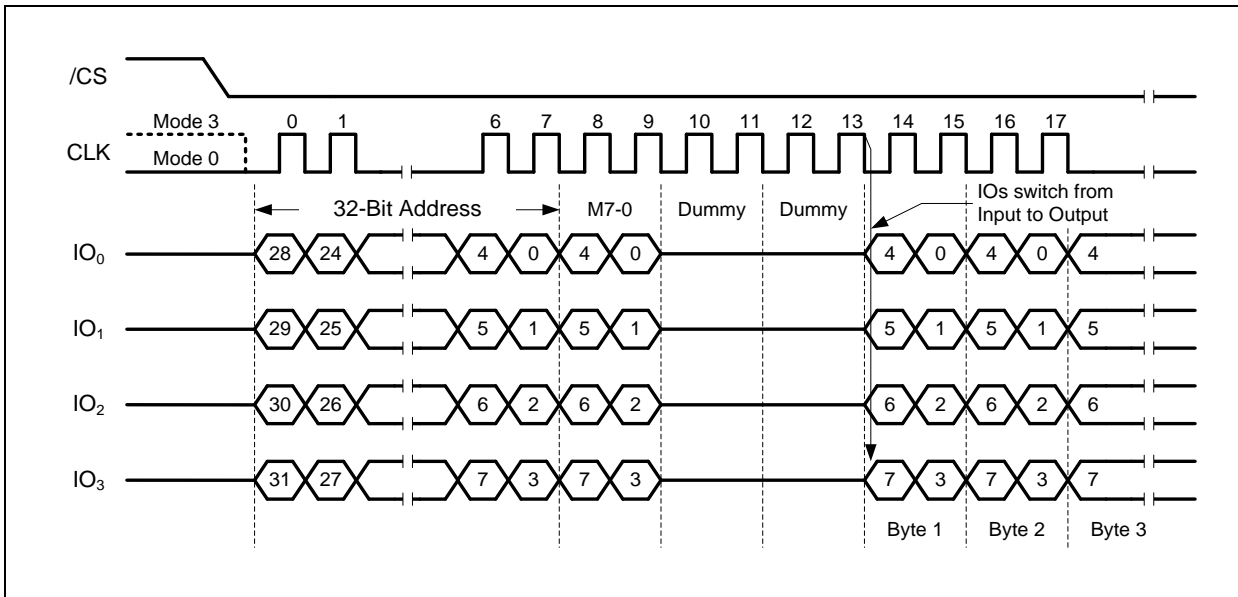 /CS
Mode 3 0 1 6 7 8 9 10 11 12 13 14 15 16 17
CLK
Mode 0
32-Bit Address M7-0 Dummy Dummy IOs switch from
Input to Output
IO₀ 28 24 4 0 4 0 4 0 4 0 4
IO₁ 29 25 5 1 5 1 5 1 5 1 5
IO₂ 30 26 6 2 6 2 6 2 6 2 6
IO₃ 31 27 7 3 7 3 7 3 7 3 7
Byte 1 Byte 2 Byte 3